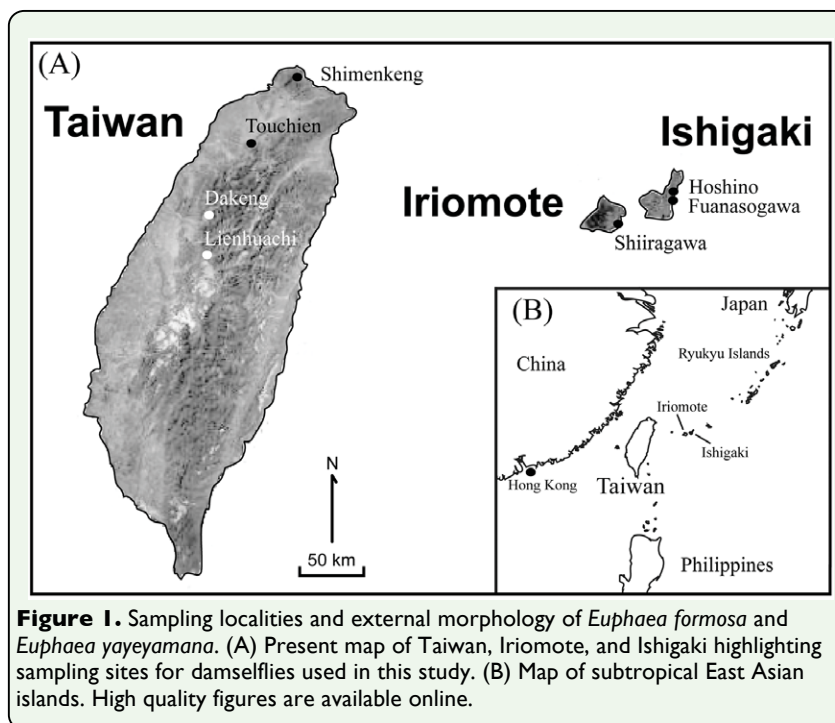 (A)
Shimenkeng
Taiwan
Touchien
Ishigaki
Dakeng
Iriomote
Hoshino
Fuanasogawa
Lienhuachi
Shiiragawa
N
50 km
(B)
Japan
China
Ryukyu Islands
Iriomote
Ishigaki
Hong Kong
Taiwan
Philippines
Figure 1. Sampling localities and external morphology of Euphaea formosa and
Euphaea yayeyamana. (A) Present map of Taiwan, Iriomote, and Ishigaki highlighting
sampling sites for damselflies used in this study. (B) Map of subtropical East Asian
islands. High quality figures are available online.